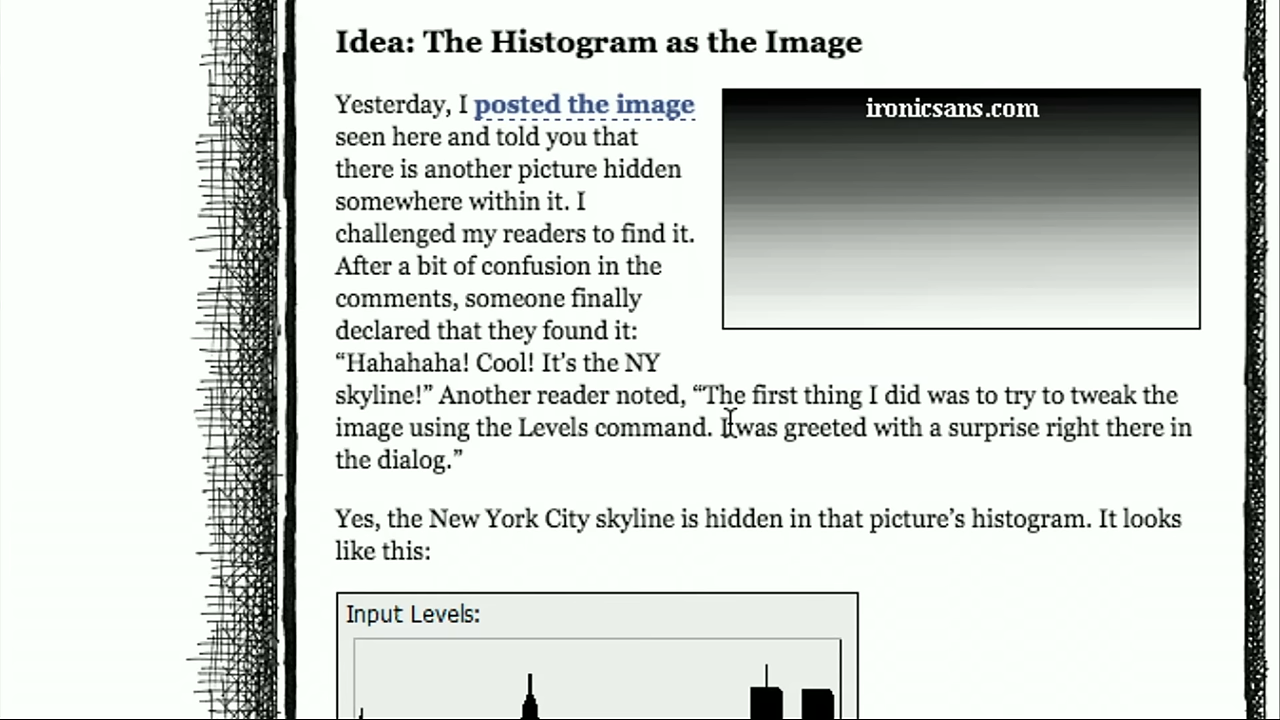 Idea: The Histogram as the Image
Yesterday, I posted the image
seen here and told you that
there is another picture hidden
somewhere within it. I
challenged my readers to find it.
After a bit of confusion in the
comments, someone finally
declared that they found it:
“Hahahaha! Cool! It’s the NY
skyline!” Another reader noted, “The first thing I did was to try to tweak the
image using the Levels command. I was greeted with a surprise right there in
the dialog.”
ironicsans.com
Yes, the New York City skyline is hidden in that picture’s histogram. It looks
like this:
Input Levels: